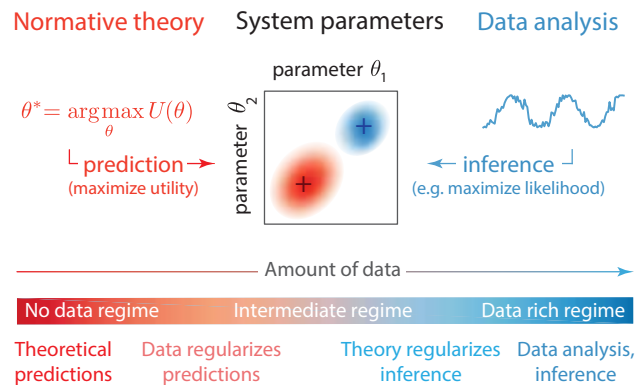 Normative theory System parameters Data analysis
parameter θ₁
parameter θ₂
θ* = argmax U(θ)
θ
prediction
(maximize utility)
inference
(e.g. maximize likelihood)
Amount of data
No data regime Intermediate regime Data rich regime
Theoretical predictions
Data regularizes predictions
Theory regularizes inference
Data analysis, inference